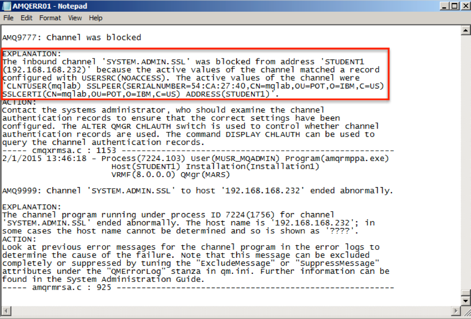 AMQERR01 - Notepad
File Edit Format View Help
AMQ9777: Channel was blocked
EXPLANATION:
The inbound channel 'SYSTEM.ADMIN.SSL' was blocked from address 'STUDENT1
(192.168.168.232)' because the active values of the channel matched a record
configured with USERSRC(NOACCESS). The active values of the channel were
'CLNTUSER(mqlab) SSLPEER(SERIALNUMBER=54:CA:27:40,CN=mqlab,OU=POT,O=IBM,C=US)
SSLCERTI(CN=mqlab,OU=POT,O=IBM,C=US) ADDRESS(STUDENT1)'.
ACTION:
Contact the systems administrator, who should examine the channel
authentication records to ensure that the correct settings have been
configured. The ALTER QMGR CHLAUTH switch is used to control whether channel
authentication records are used. The command DISPLAY CHLAUTH can be used to
query the channel authentication records.
----- cmqxrmsa.c : 1153 -------------------------------------------------------
2/1/2015 13:46:18 - Process(7224.103) User(MUSR_MQADMIN) Program(amqrmppa.exe)
Host(STUDENT1) Installation(Installation1)
VRMF(8.0.0.0) QMgr(MARS)
AMQ9999: Channel 'SYSTEM.ADMIN.SSL' to host '192.168.168.232' ended abnormally.
EXPLANATION:
The channel program running under process ID 7224(1756) for channel
'SYSTEM.ADMIN.SSL' ended abnormally. The host name is '192.168.168.232'; in
some cases the host name cannot be determined and so is shown as '????'.
ACTION:
Look at previous error messages for the channel program in the error logs to
determine the cause of the failure. Note that this message can be excluded
completely or suppressed by tuning the "ExcludeMessage" or "SuppressMessage"
attributes under the "QMErrorLog" stanza in qm.ini. Further information can be
found in the System Administration Guide.
----- amqrmrsa.c : 925 --------------------------------------------------------